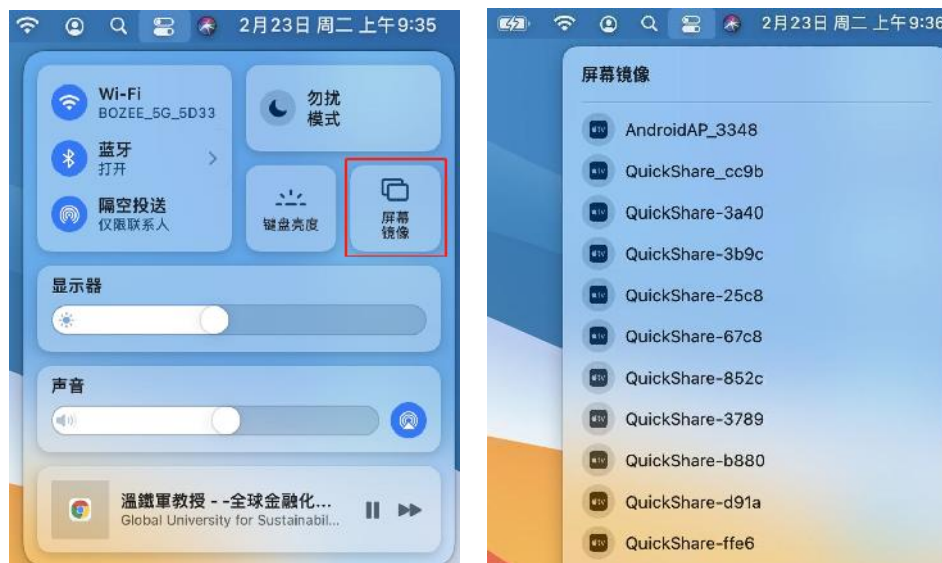 2月23日 周二 上午9:35
Wi-Fi
BOZEE_5G_5D33
蓝牙
打开
隔空投送
仅限联系人
勿扰
模式
键盘亮度
屏幕
镜像
显示器
声音
溫鐵軍教授 - -全球金融化...
Global University for Sustainabil...
2月23日 周二 上午9:36
屏幕镜像
AndroidAP_3348
QuickShare_cc9b
QuickShare-3a40
QuickShare-3b9c
QuickShare-25c8
QuickShare-67c8
QuickShare-852c
QuickShare-3789
QuickShare-b880
QuickShare-d91a
QuickShare-ffe6